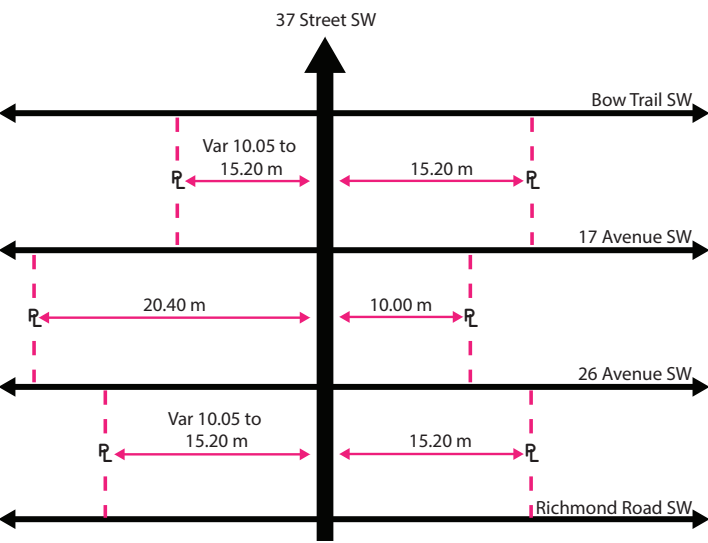 37 Street SW
Bow Trail SW
Var 10.05 to
15.20 m
15.20 m
PL
PL
17 Avenue SW
20.40 m
10.00 m
PL
PL
26 Avenue SW
Var 10.05 to
15.20 m
15.20 m
PL
PL
Richmond Road SW